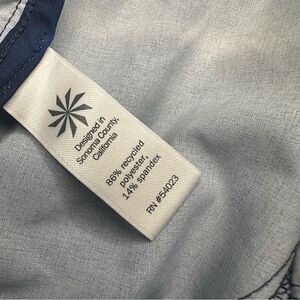 Designed in
Sonoma County,
California
86% recycled
polyester,
14% spandex
RN #54023